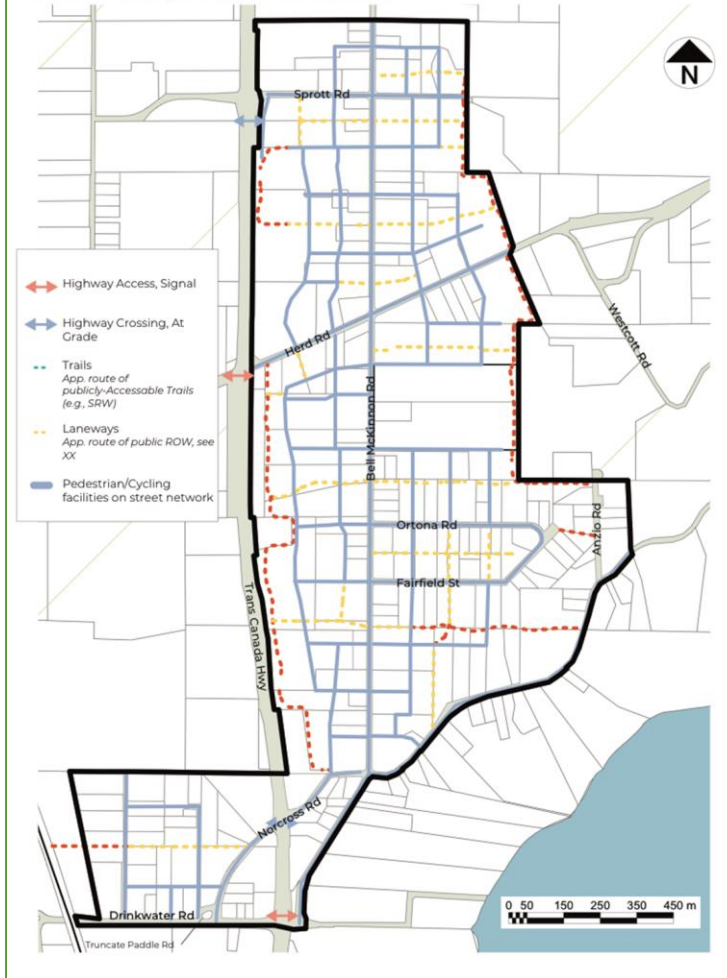 N
Sprott Rd
Highway Access, Signal
Highway Crossing, At
Grade
Trails
App. route of
publicly-Accessable Trails
(e.g., SRW)
Laneways
App. route of public ROW, see
XX
Pedestrian/Cycling
facilities on street network
Herd Rd
Westcott Rd
Bell McKinnon Rd
Ortona Rd
Anzio Rd
Fairfield St
Trans Canada Hwy
Norcross Rd
Drinkwater Rd
Truncate Paddle Rd
0 50 150 250 350 450 m